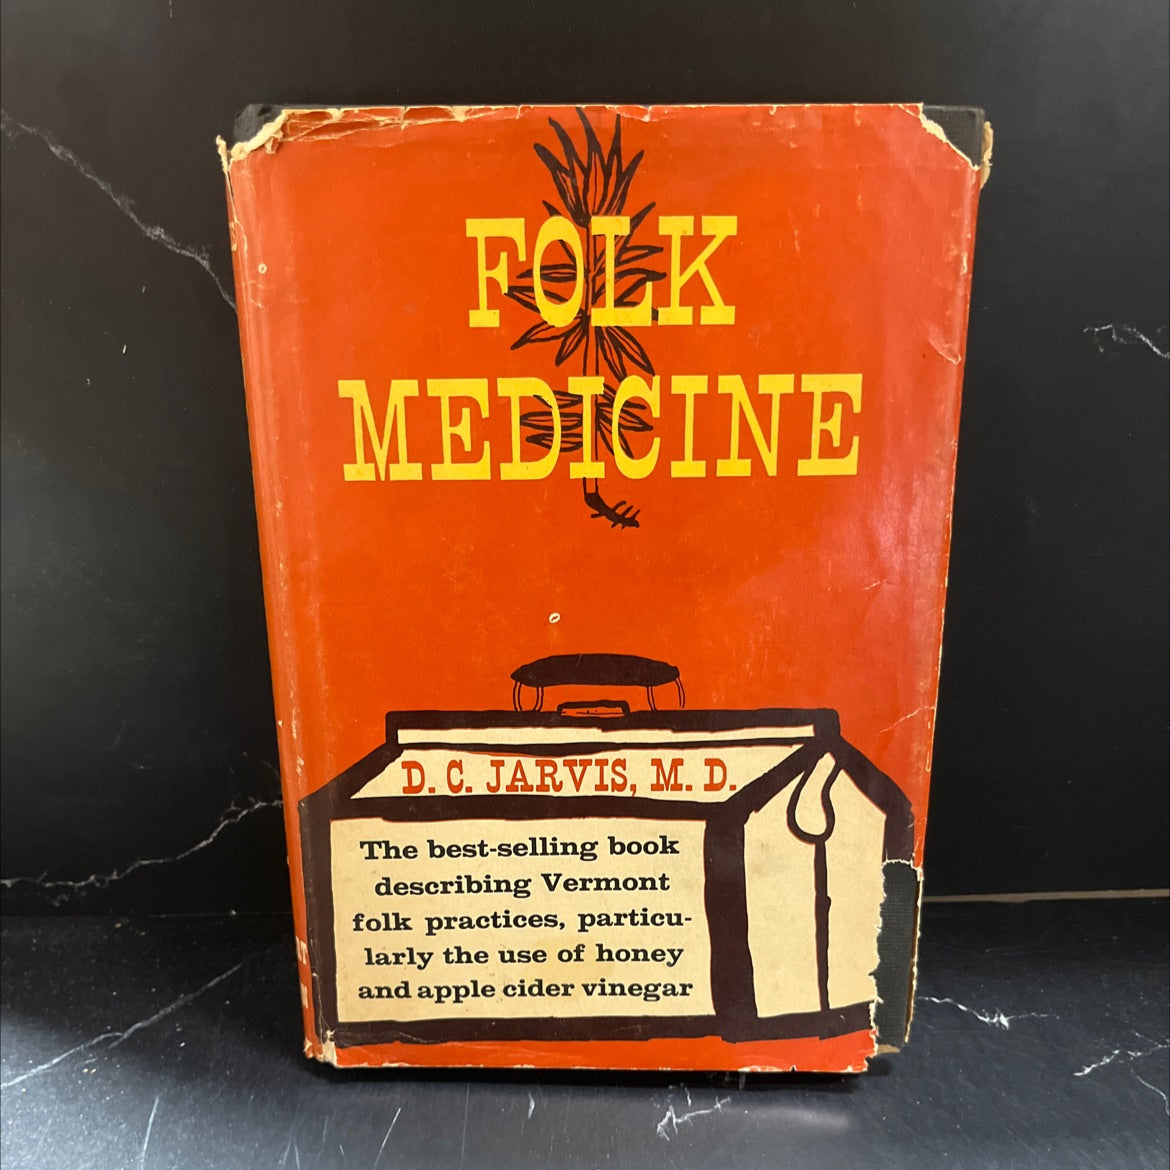 FOLK
MEDICINE
D. C. JARVIS, M. D.
The best-selling book
describing Vermont
folk practices, particu-
larly the use of honey
and apple cider vinegar